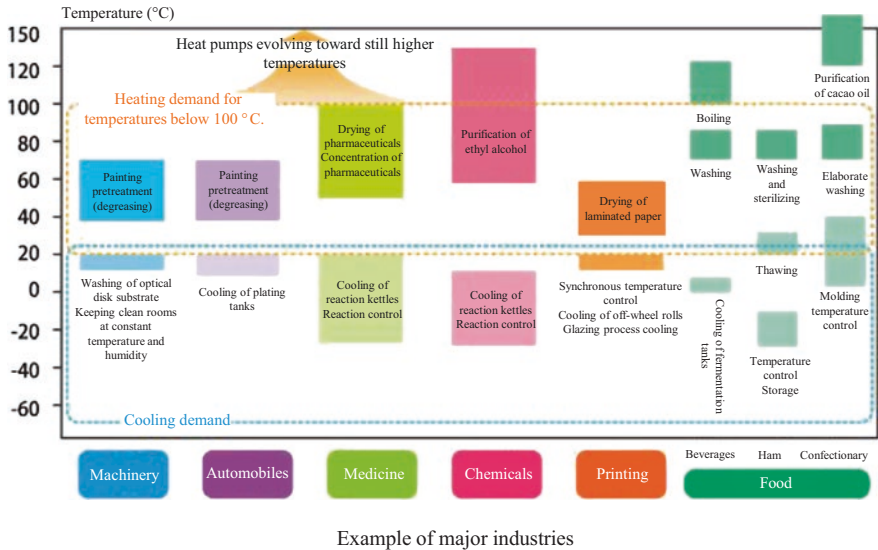 Temperature (°C)
150
120
100
80
60
40
20
0
-20
-40
-60
Heat pumps evolving toward still higher
temperatures
Heating demand for
temperatures below 100 °C.
Painting
pretreatment
(degreasing)
Painting
pretreatment
(degreasing)
Drying of
pharmaceuticals
Concentration of
pharmaceuticals
Purification of
ethyl alcohol
Drying of
laminated paper
Boiling
Washing
Washing
and
sterilizing
Purification
of cacao oil
Elaborate
washing
Washing of optical
disk substrate
Keeping clean rooms
at constant
temperature and
humidity
Cooling of plating
tanks
Cooling of
reaction kettles
Reaction control
Cooling of
reaction kettles
Reaction control
Synchronous temperature
control
Cooling of off-wheel rolls
Glazing process cooling
Cooling of fermentation
tanks
Thawing
Temperature
control
Storage
Molding
temperature
control
Cooling demand
Machinery
Automobiles
Medicine
Chemicals
Printing
Beverages
Ham
Confectionary
Food
Example of major industries